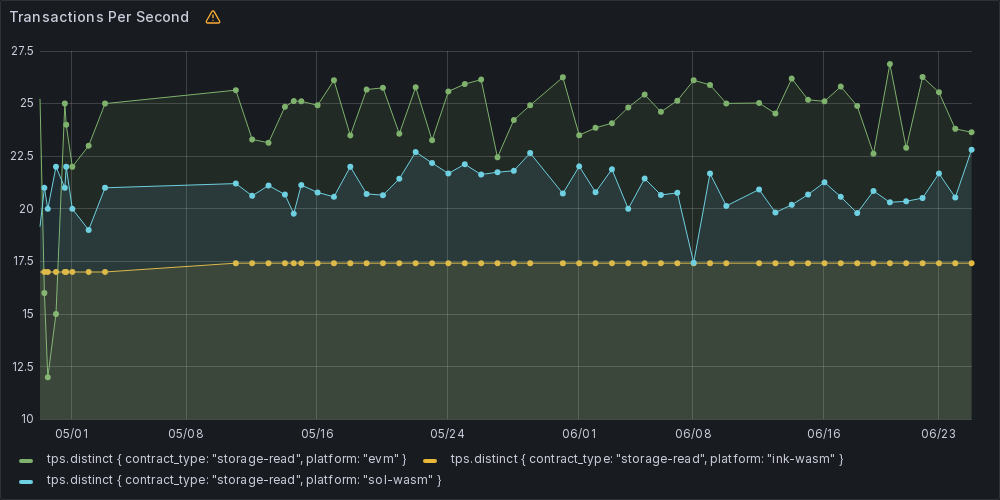 Transactions Per Second
27.5
25
22.5
20
17.5
15
12.5
10
05/01 05/08 05/16 05/24 06/01 06/08 06/16 06/23
tps.distinct { contract_type: "storage-read", platform: "evm" } tps.distinct { contract_type: "storage-read", platform: "ink-wasm" }
tps.distinct { contract_type: "storage-read", platform: "sol-wasm" }